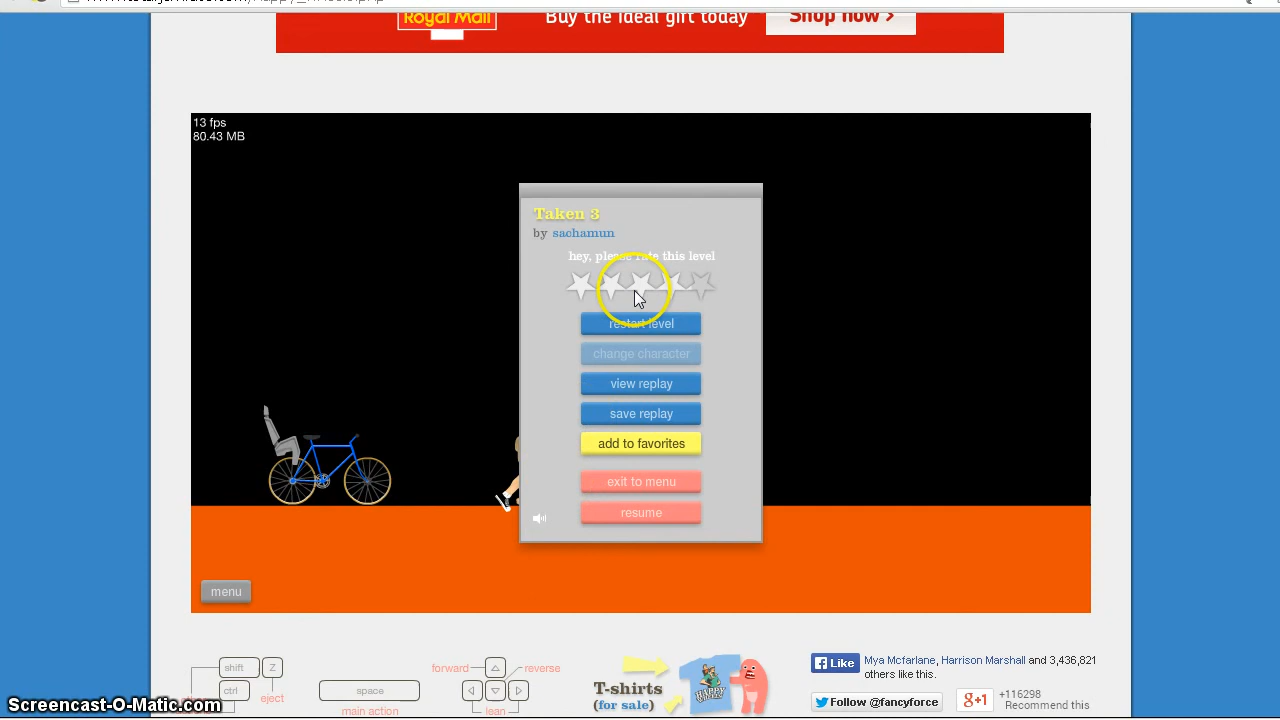 Royal Mail
Buy the ideal gift today
Shop now >
13 fps
80.43 MB
Taken 3
by sachamun
hey, please rate this level
restart level
change character
view replay
save replay
add to favorites
exit to menu
resume
menu
shift Z
ctrl
eject
space
main action
forward
reverse
lean
T-shirts
(for sale)
HAPPY
Like
Mya Mcfarlane, Harrison Marshall and 3,436,821
others like this.
Follow @fancyforce
g+1
+116298
Recommend this
Screencast-O-Matic.com